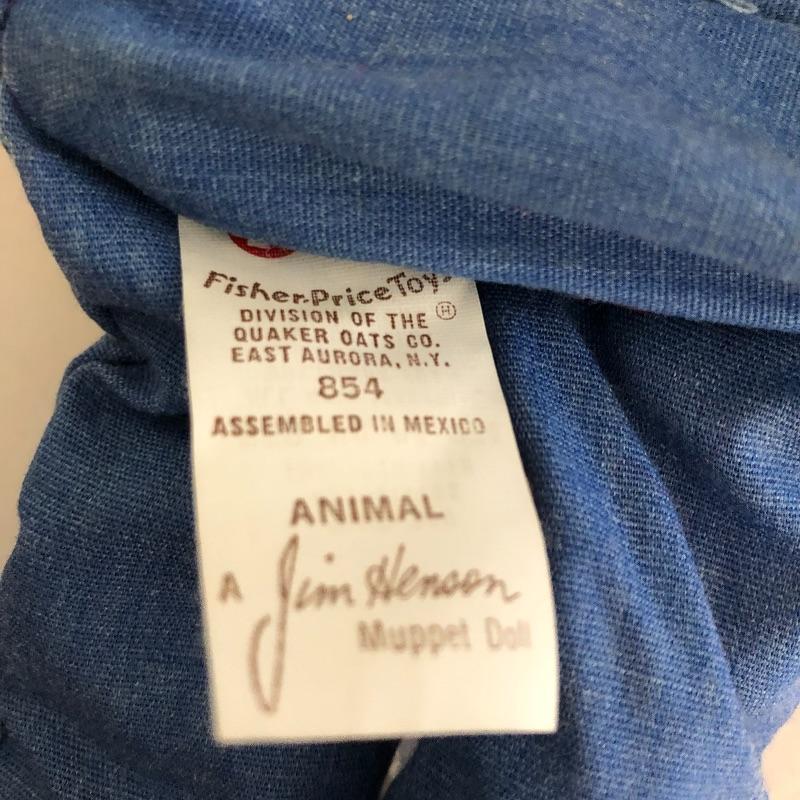 Fisher-Price Toys
DIVISION OF THE Ⓗ
QUAKER OATS CO.
EAST AURORA, N.Y.
854
ASSEMBLED IN MEXICO
ANIMAL
A Jim Henson
Muppet Doll